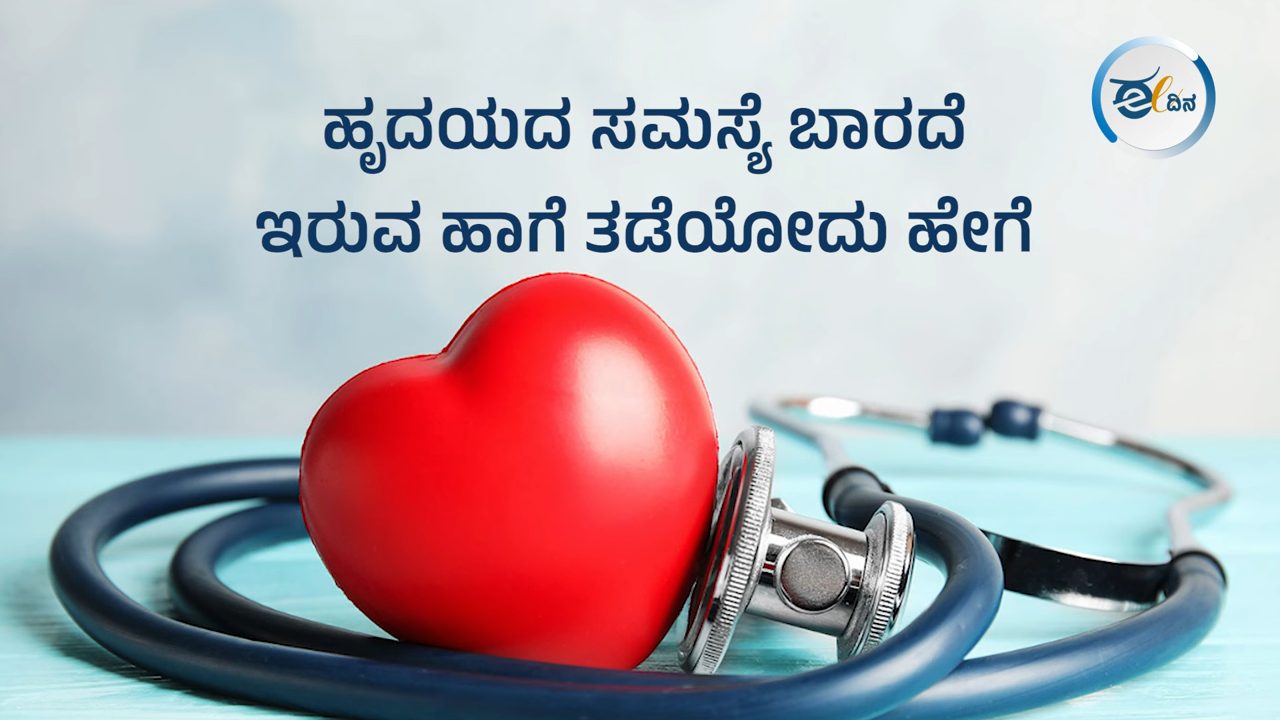 ಹೃದಯದ ಸಮಸ್ಯೆ ಬಾರದೆ
ಇರುವ ಹಾಗೆ ತಡೆಯೋದು ಹೇಗೆ
ದಿನ